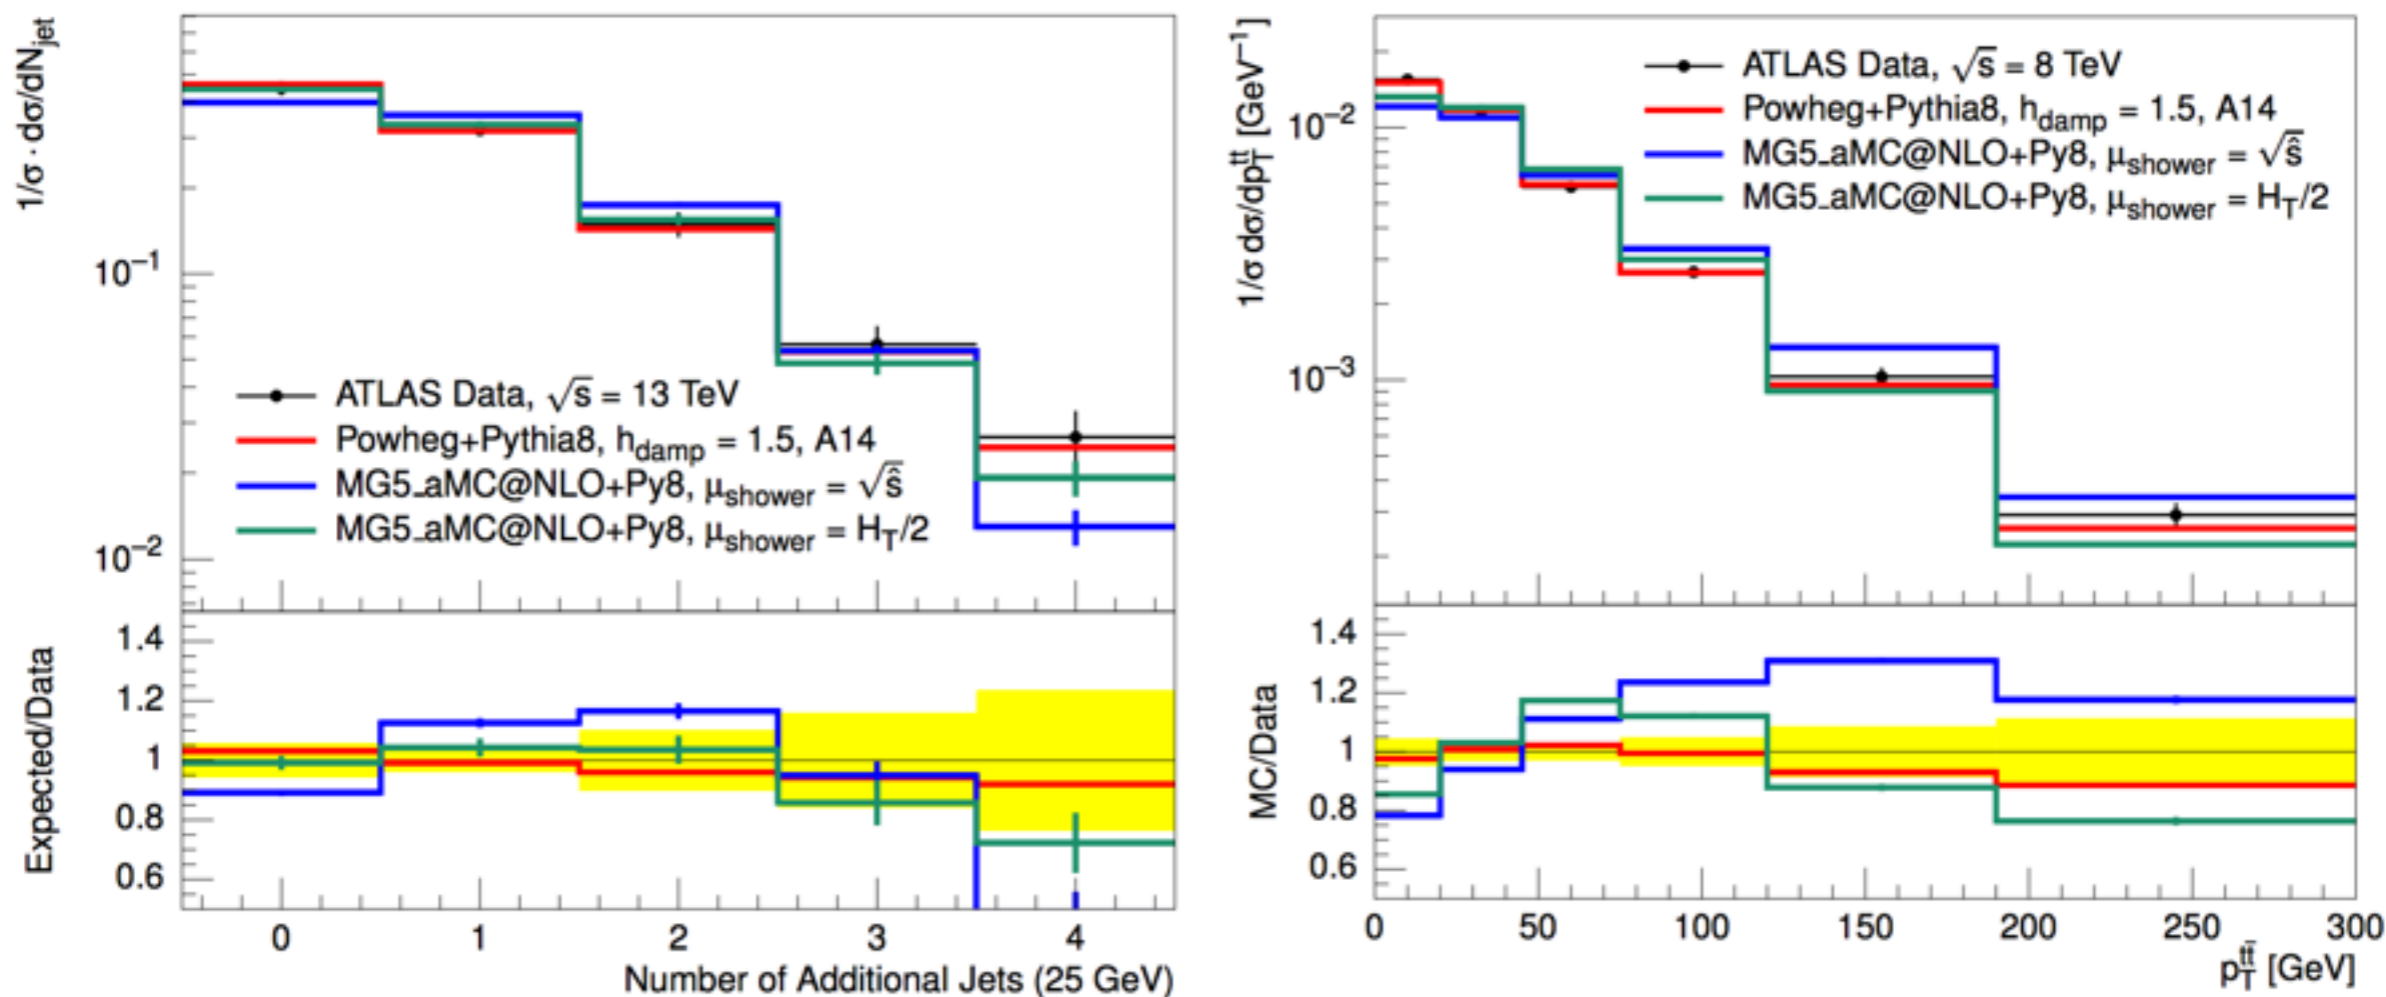 1/σ · dσ/dN_jet
10⁻¹
10⁻²
ATLAS Data, √s = 13 TeV
Powheg+Pythia8, h_damp = 1.5, A14
MG5_aMC@NLO+Py8, μ_shower = √ŝ
MG5_aMC@NLO+Py8, μ_shower = H_T/2
Expected/Data
1.4
1.2
1
0.8
0.6
0 1 2 3 4
Number of Additional Jets (25 GeV)
1/σ dσ/dp_T^tt̄ [GeV⁻¹]
10⁻²
10⁻³
ATLAS Data, √s = 8 TeV
Powheg+Pythia8, h_damp = 1.5, A14
MG5_aMC@NLO+Py8, μ_shower = √ŝ
MG5_aMC@NLO+Py8, μ_shower = H_T/2
MC/Data
1.4
1.2
1
0.8
0.6
0 50 100 150 200 250 300
p_T^tt̄ [GeV]